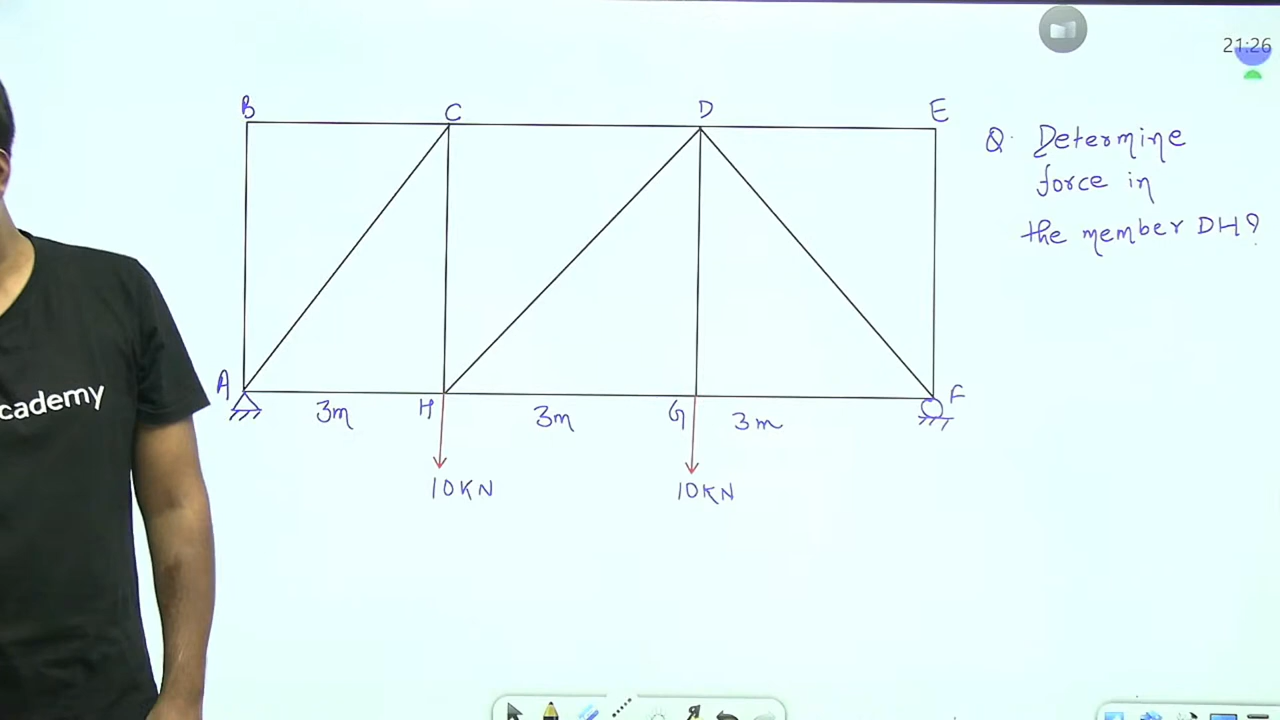 21:26
B
C
D
E
Q. Determine
force in
the member DH?
cademy
A
3m
H
3m
G
3m
F
10KN
10KN